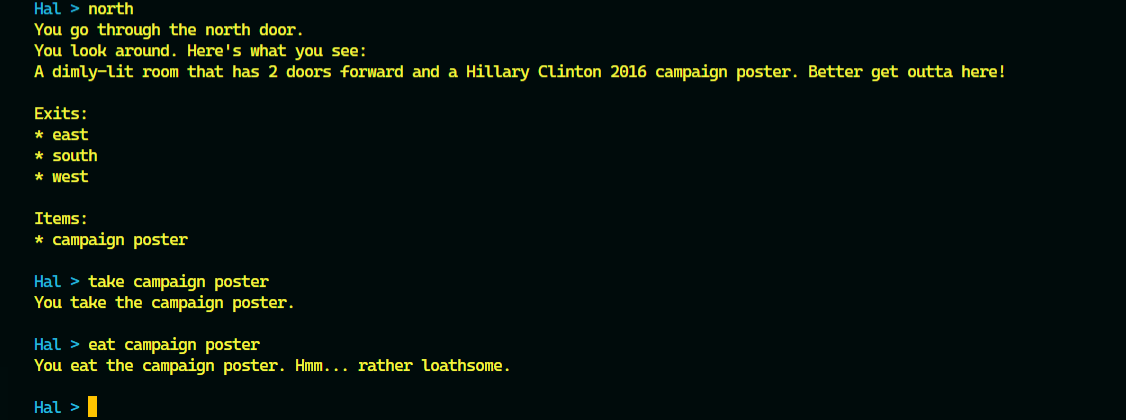 Hal > north
You go through the north door.
You look around. Here's what you see:
A dimly-lit room that has 2 doors forward and a Hillary Clinton 2016 campaign poster. Better get outta here!
Exits:
* east
* south
* west
Items:
* campaign poster
Hal > take campaign poster
You take the campaign poster.
Hal > eat campaign poster
You eat the campaign poster. Hmm... rather loathsome.
Hal >